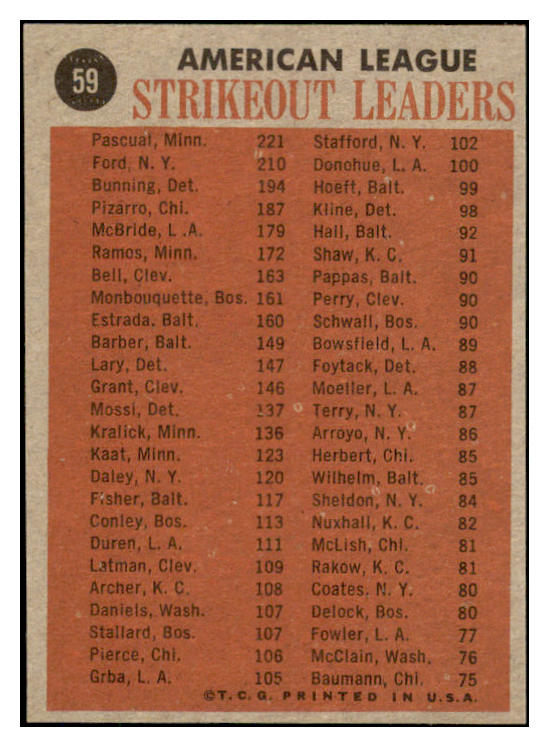 59
AMERICAN LEAGUE
STRIKEOUT LEADERS
Pascual, Minn. 221
Ford, N. Y. 210
Bunning, Det. 194
Pizarro, Chi. 187
McBride, L .A. 179
Ramos, Minn. 172
Bell, Clev. 163
Monbouquette, Bos. 161
Estrada. Balt. 160
Barber, Balt. 149
Lary, Det. 147
Grant, Clev. 146
Mossi, Det. 137
Kralick, Minn. 136
Kaat, Minn. 123
Daley, N. Y. 120
Fisher, Balt. 117
Conley, Bos. 113
Duren, L. A. 111
Latman, Clev. 109
Archer, K. C. 108
Daniels, Wash. 107
Stallard, Bos. 107
Pierce, Chi. 106
Grba, L. A. 105
Stafford, N. Y. 102
Donohue, L. A. 100
Hoeft, Balt. 99
Kline, Det. 98
Hall, Balt. 92
Shaw, K. C. 91
Pappas, Balt. 90
Perry, Clev. 90
Schwall, Bos. 90
Bowsfield, L. A. 89
Foytack, Det. 88
Moeller, L. A. 87
Terry, N. Y. 87
Arroyo, N. Y. 86
Herbert, Chi. 85
Wilhelm, Balt. 85
Sheldon, N. Y. 84
Nuxhall, K. C. 82
McLish, Chi. 81
Rakow, K. C. 81
Coates. N. Y. 80
Delock, Bos. 80
Fowler, L. A. 77
McClain, Wash. 76
Baumann, Chi. 75
©T.C.G. PRINTED IN U.S.A.